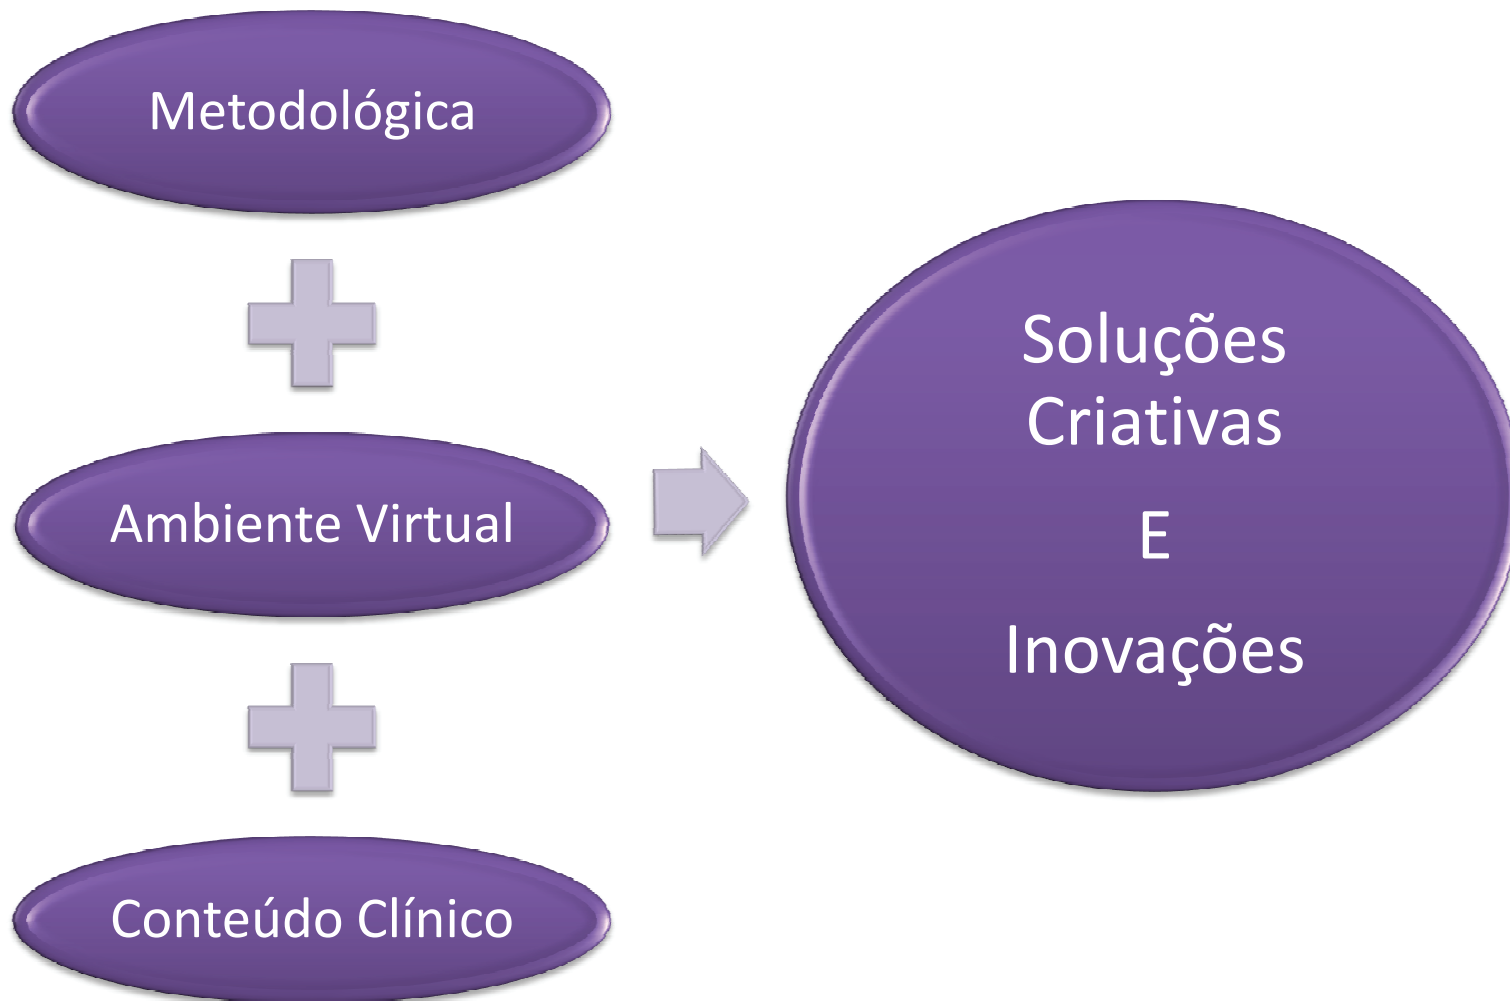 Metodológica
Ambiente Virtual
Conteúdo Clínico
Soluções
Criativas
E
Inovações